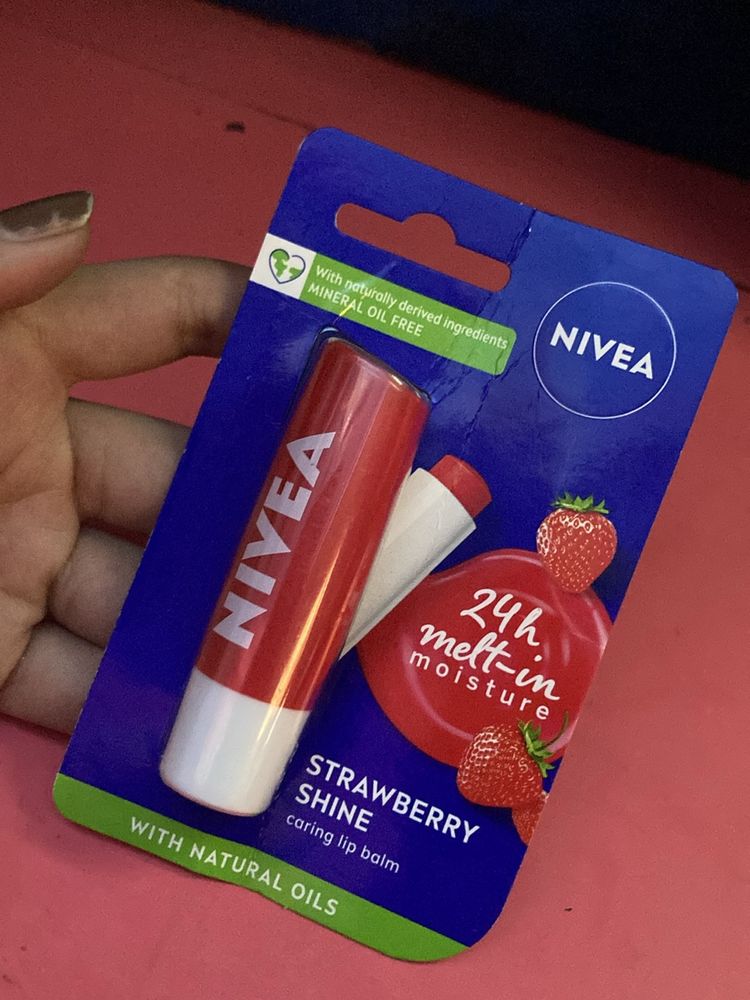 With naturally derived ingredients
MINERAL OIL FREE
NIVEA
NIVEA
24h
melt-in
moisture
STRAWBERRY
SHINE
caring lip balm
WITH NATURAL OILS